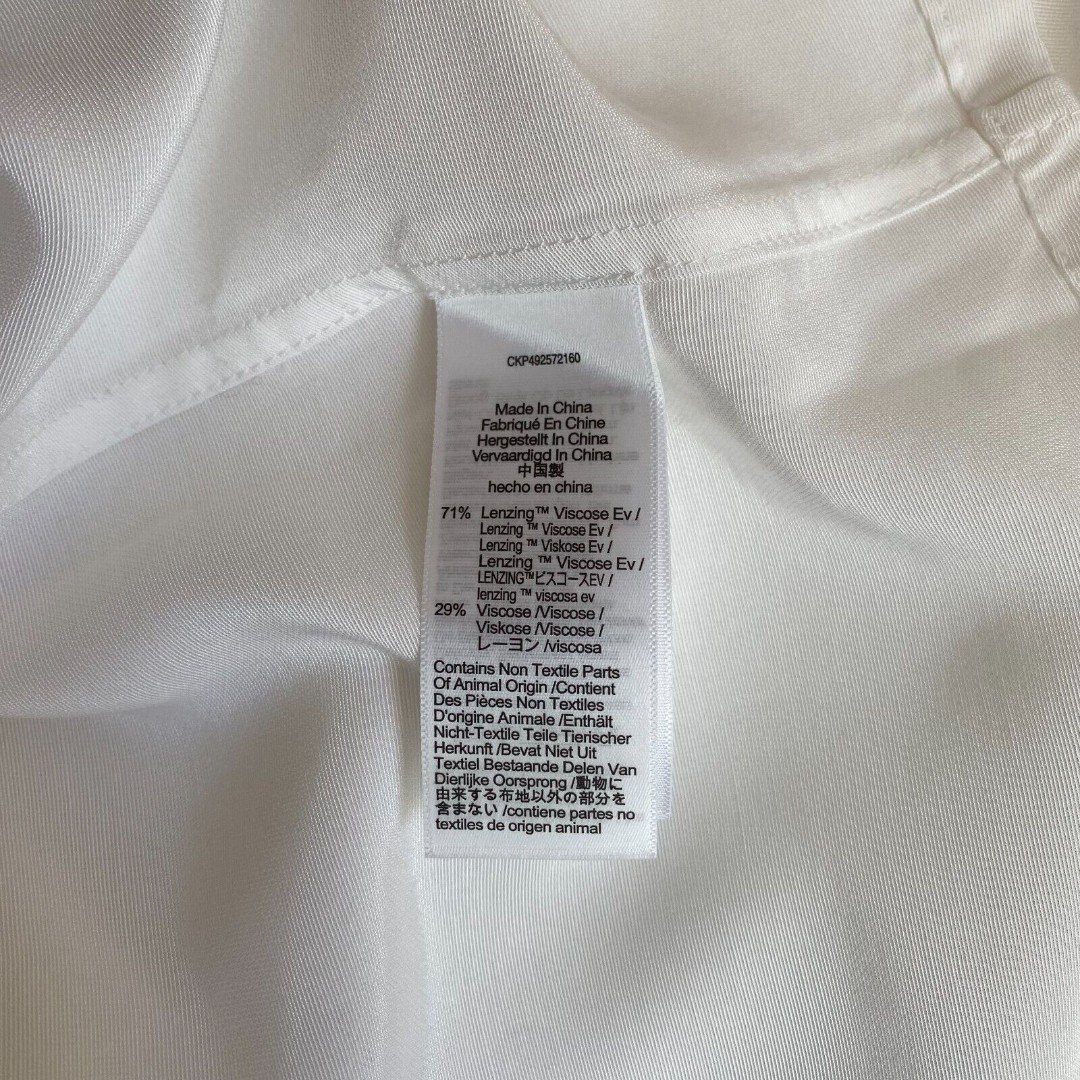 CKP492572160
Made In China
Fabriqué En Chine
Hergestellt In China
Vervaardigd In China
中国製
hecho en china
71% Lenzing™ Viscose Ev /
Lenzing ™ Viscose Ev /
Lenzing ™ Viskose Ev /
Lenzing ™ Viscose Ev /
LENZING™ビスコースEV /
lenzing ™ viscosa ev
29% Viscose /Viscose /
Viskose /Viscose /
レーヨン /viscosa
Contains Non Textile Parts
Of Animal Origin /Contient
Des Pièces Non Textiles
D'origine Animale /Enthält
Nicht-Textile Teile Tierischer
Herkunft /Bevat Niet Uit
Textiel Bestaande Delen Van
Dierlijke Oorsprong /動物に
由来する布地以外の部分を
含まない /contiene partes no
textiles de origen animal